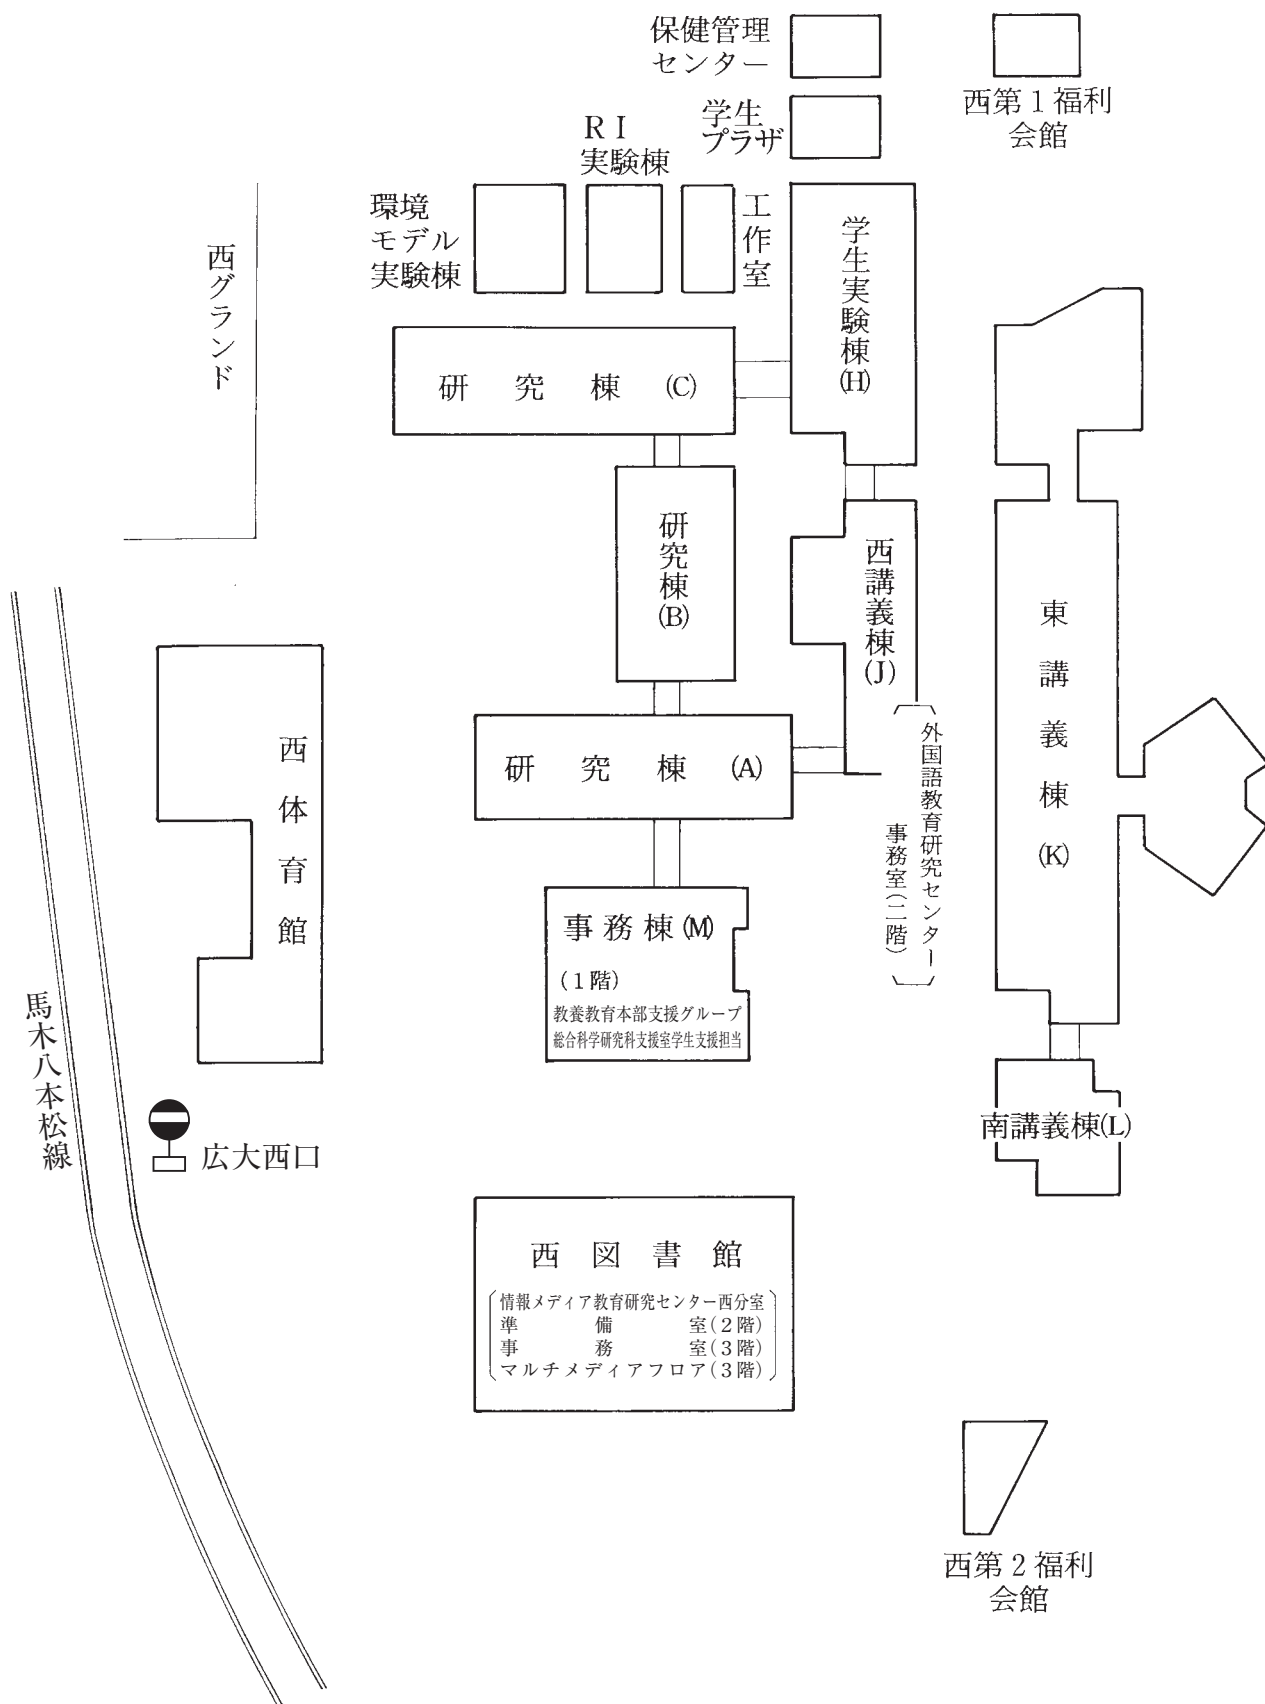 保健管理
センター
西第1福利
会館
学生
プラザ
RI
実験棟
環境
モデル
実験棟
工作室
学生実験棟(H)
西グランド
研究棟(C)
研究棟(B)
西講義棟(J)
東講義棟(K)
外国語教育研究センター
事務室(二階)
西体育館
研究棟(A)
事務棟(M)
(1階)
教養教育本部支援グループ
総合科学研究科支援室学生支援担当
馬木八本松線
広大西口
南講義棟(L)
西図書館
情報メディア教育研究センター西分室
準備室(2階)
事務室(3階)
マルチメディアフロア(3階)
西第2福利
会館